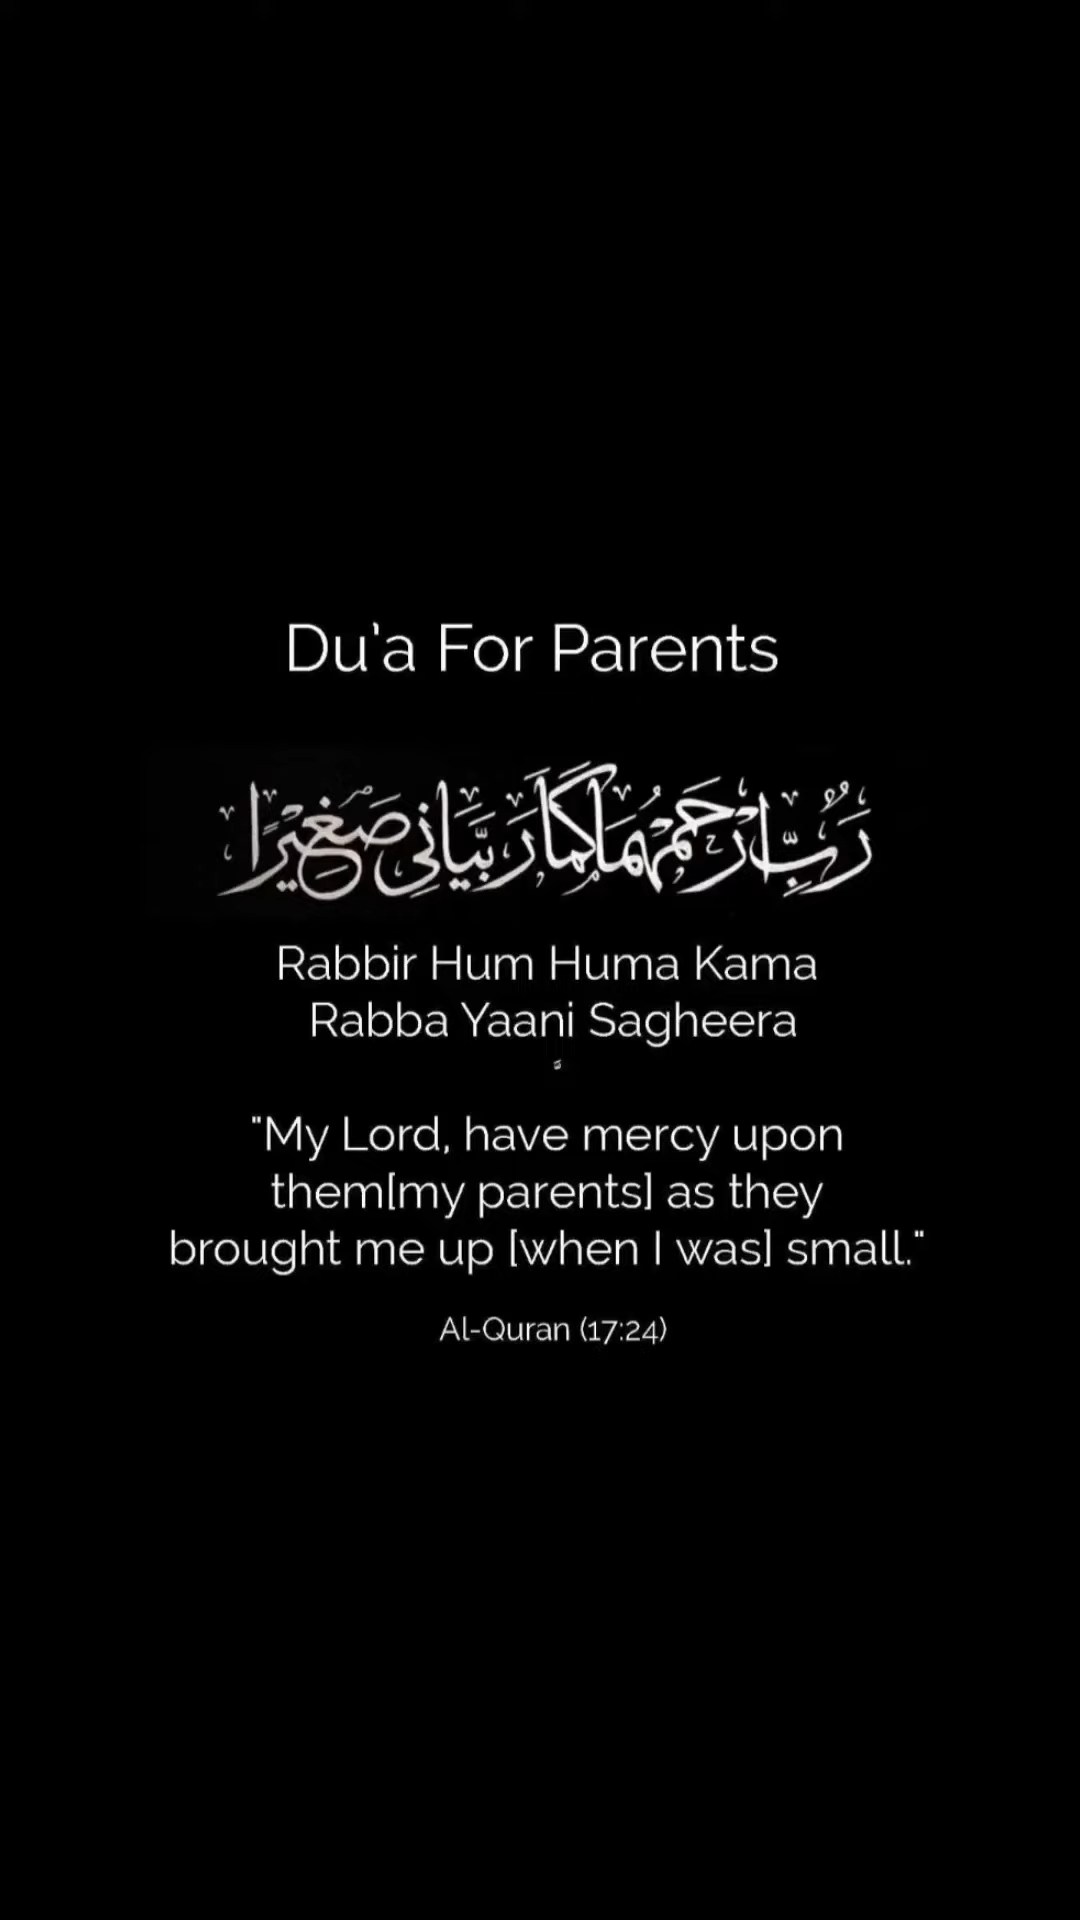 Du'a For Parents
رَبِّ ارْحَمْهُمَا كَمَا رَبَّيَانِي صَغِيرًا
Rabbir Hum Huma Kama
Rabba Yaani Sagheera
"My Lord, have mercy upon
them[my parents] as they
brought me up [when I was] small."
Al-Quran (17:24)